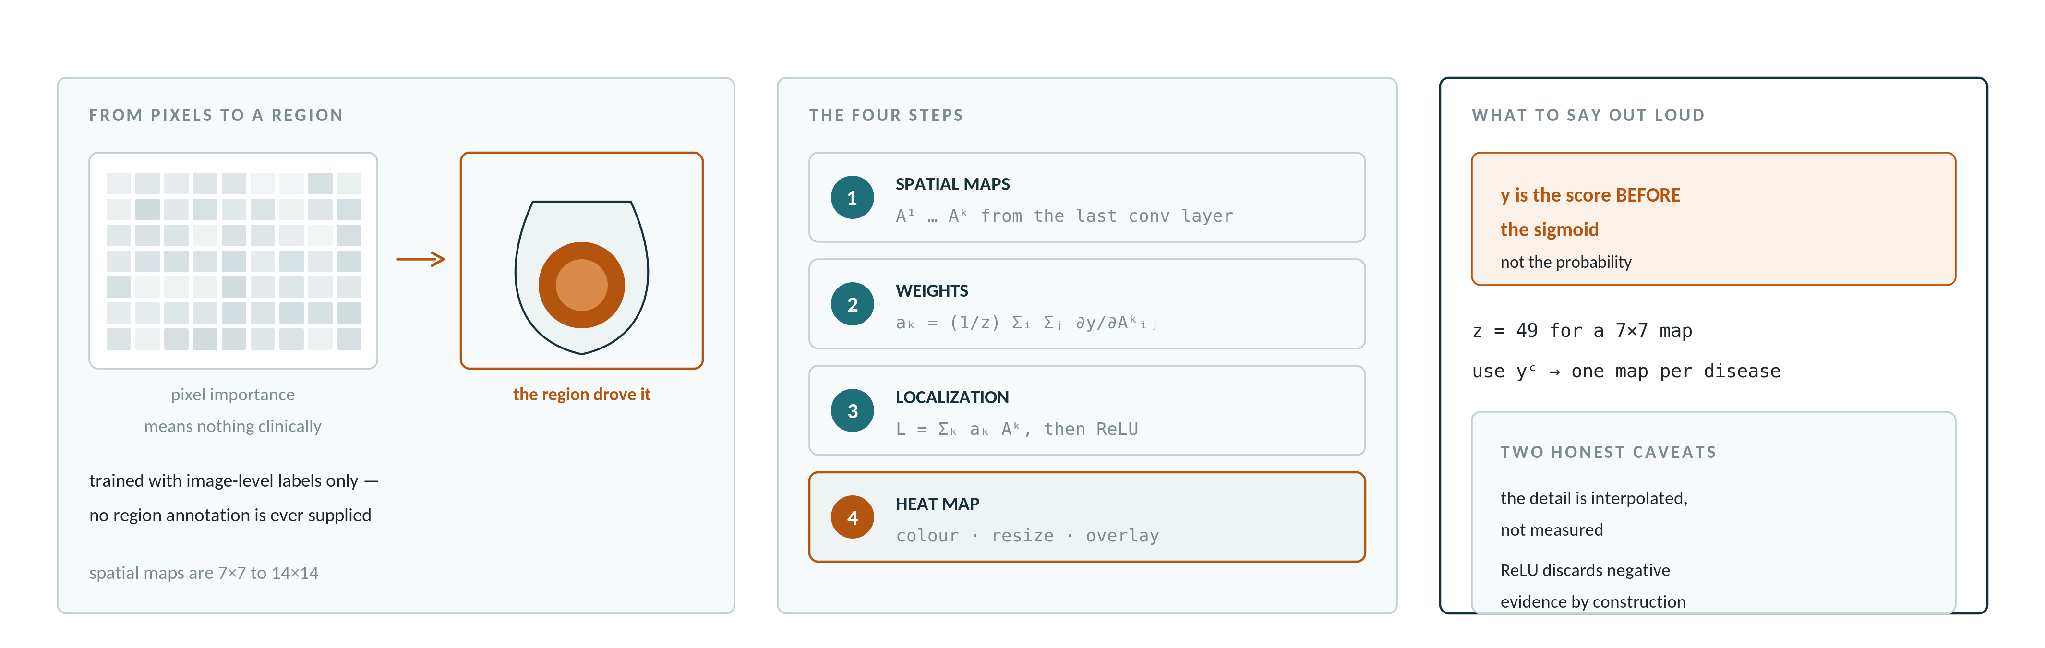 FROM PIXELS TO A REGION
pixel importance
means nothing clinically
the region drove it
trained with image-level labels only —
no region annotation is ever supplied
spatial maps are 7×7 to 14×14
THE FOUR STEPS
1
SPATIAL MAPS
A¹ … Aᵏ from the last conv layer
2
WEIGHTS
aₖ = (1/z) Σᵢ Σⱼ ∂y/∂Aᵏᵢⱼ
3
LOCALIZATION
L = Σₖ aₖ Aᵏ, then ReLU
4
HEAT MAP
colour · resize · overlay
WHAT TO SAY OUT LOUD
y is the score BEFORE
the sigmoid
not the probability
z = 49 for a 7×7 map
use yᶜ → one map per disease
TWO HONEST CAVEATS
the detail is interpolated,
not measured
ReLU discards negative
evidence by construction